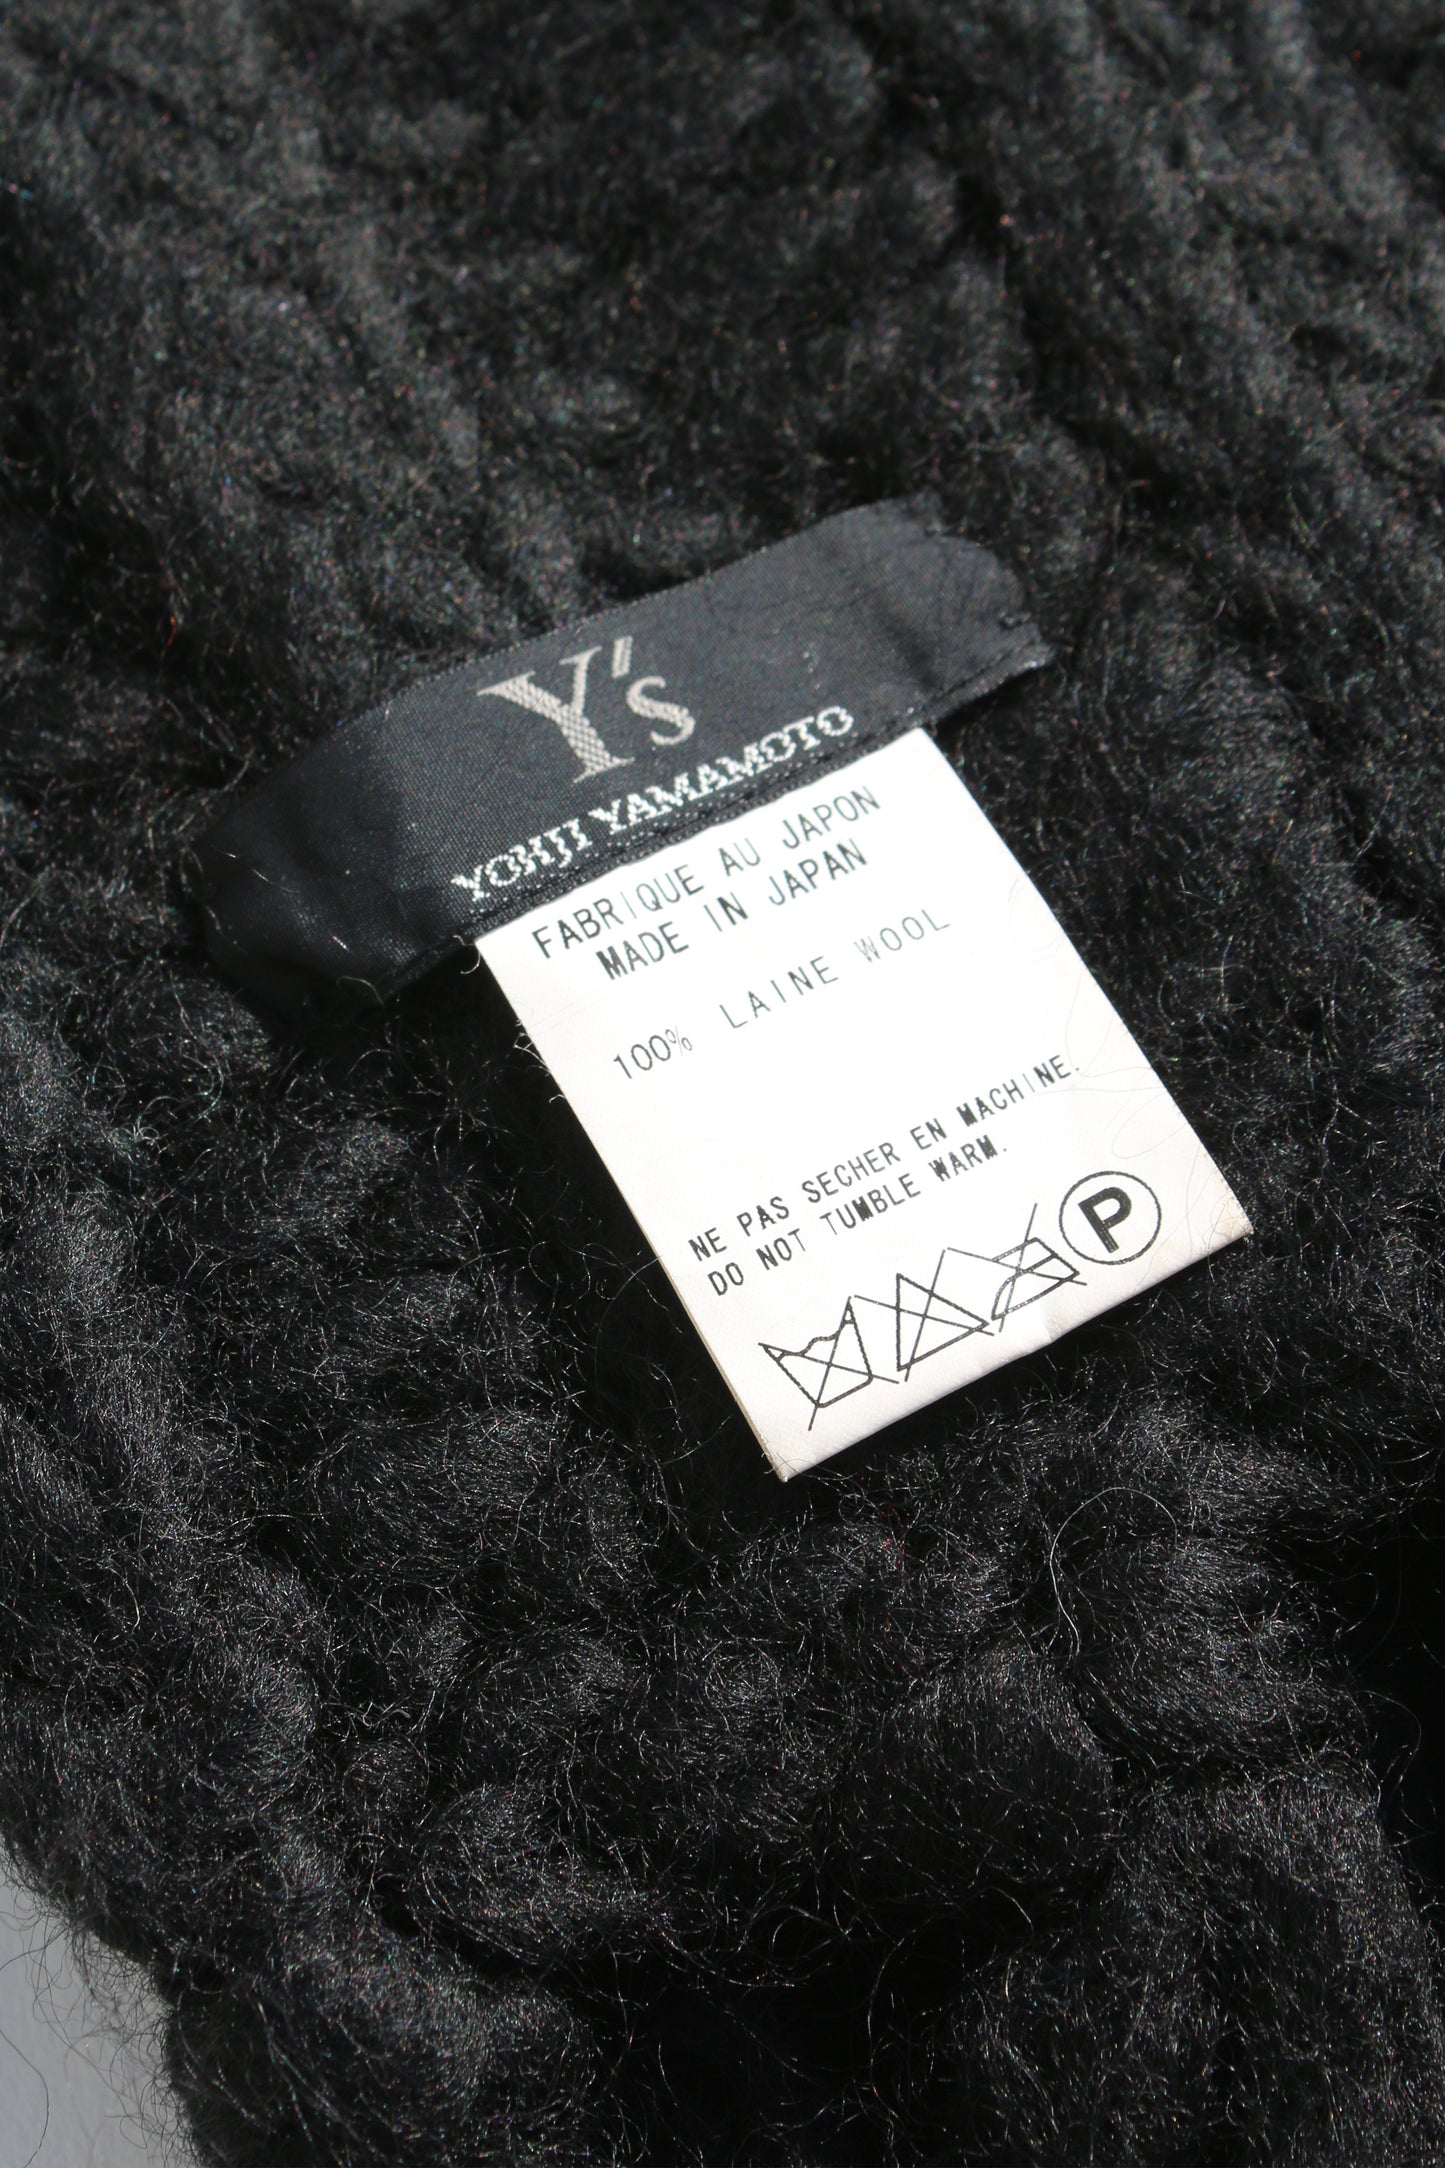 Y's
YOHJI YAMAMOTO
FABRIQUE AU JAPON
MADE IN JAPAN
100% LAINE WOOL
NE PAS SECHER EN MACHINE.
DO NOT TUMBLE WARM.
P